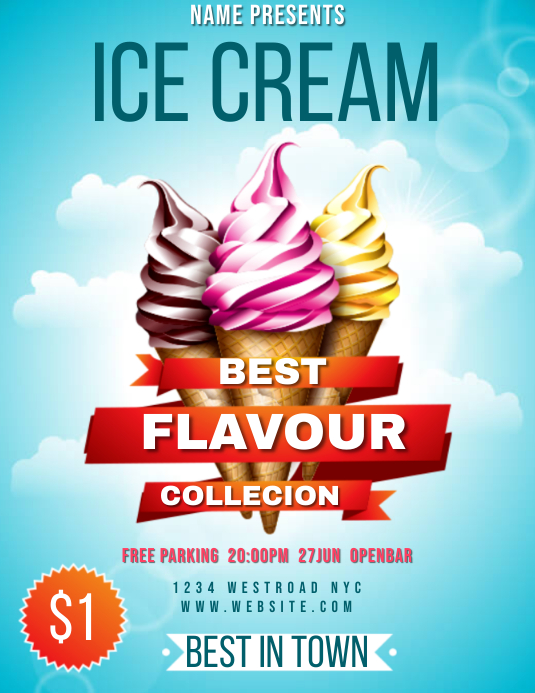 NAME PRESENTS
ICE CREAM
BEST
FLAVOUR
COLLECION
FREE PARKING 20:00PM 27JUN OPENBAR
1234 WESTROAD NYC
WWW.WEBSITE.COM
$1
BEST IN TOWN